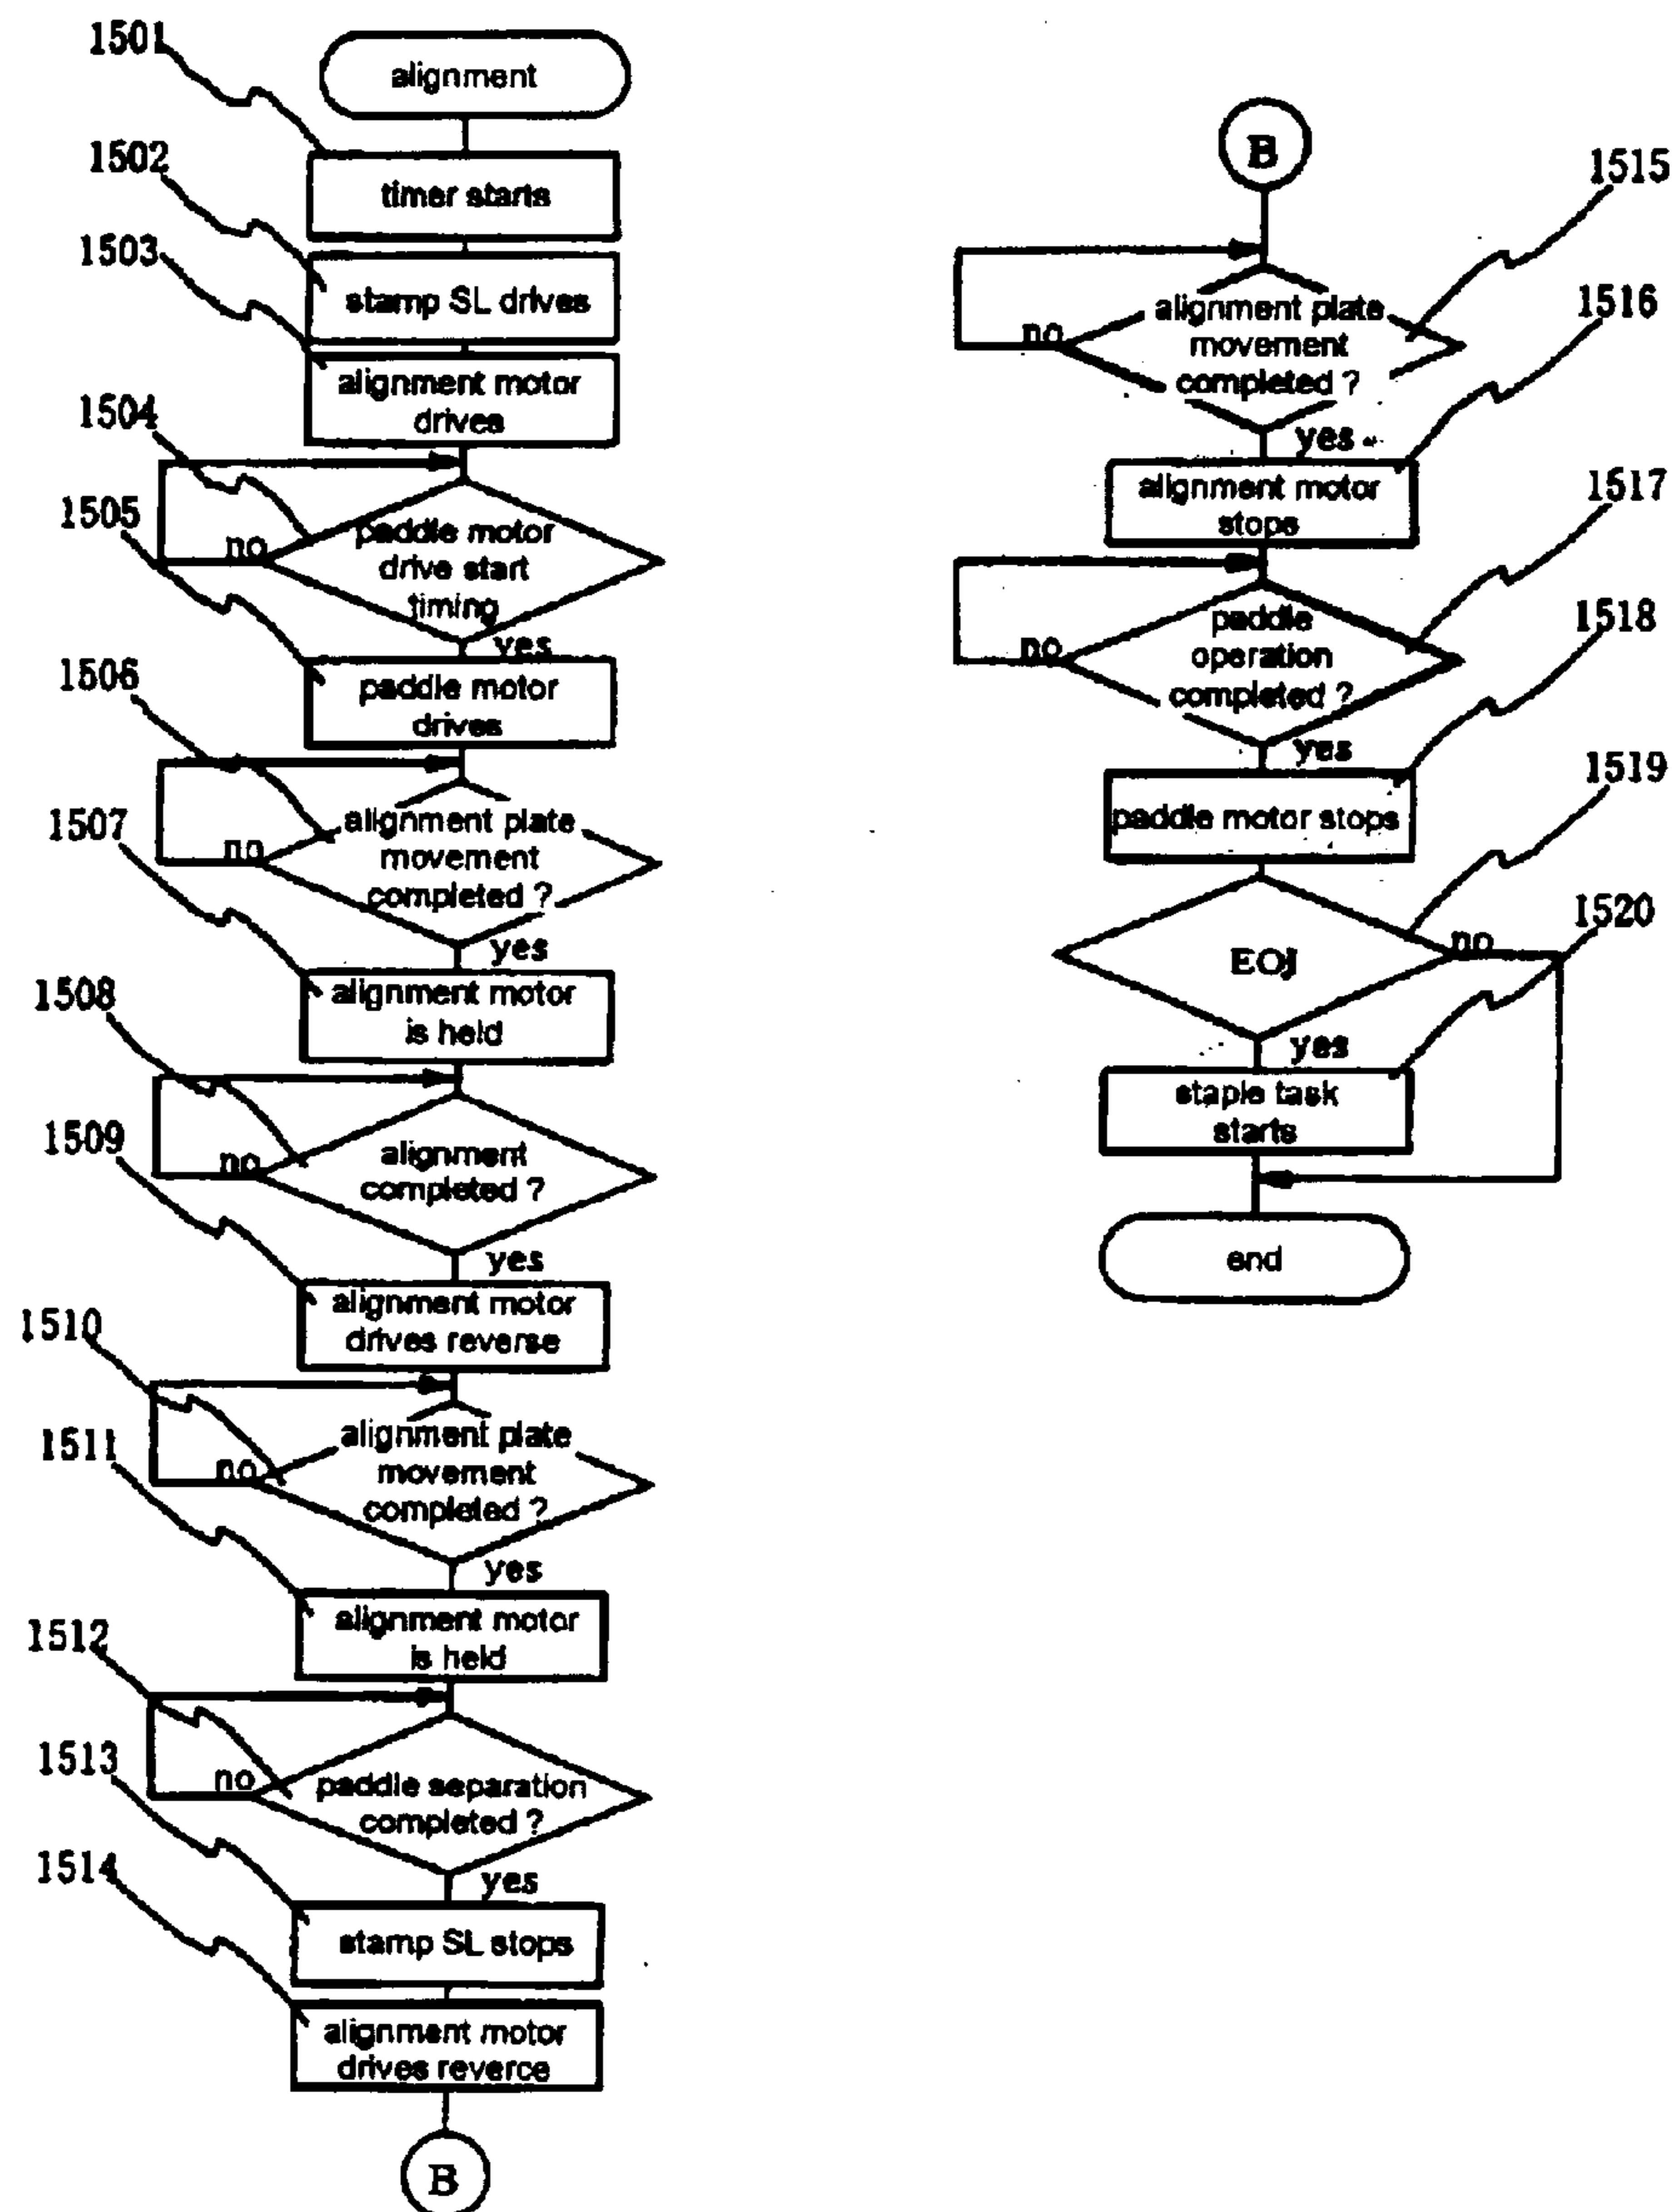 1501
alignment
1502
timer starts
1503
stamp SL drives
alignment motor
drives
1504
1505
no
paddle motor
drive start
timing
yes
1506
paddle motor
drives
1507
no
alignment plate
movement
completed ?
yes
1508
alignment motor
is held
1509
no
alignment
completed ?
yes
1510
alignment motor
drives reverse
1511
no
alignment plate
movement
completed ?
yes
1512
alignment motor
is held
1513
no
paddle separation
completed ?
yes
1514
stamp SL stops
alignment motor
drives reverce
B
B
1515
no
alignment plate
movement
completed ?
yes
1516
alignment motor
stops
1517
no
paddle
operation
completed ?
yes
1518
paddle motor stops
1519
EOJ
no
yes
1520
staple task
starts
end